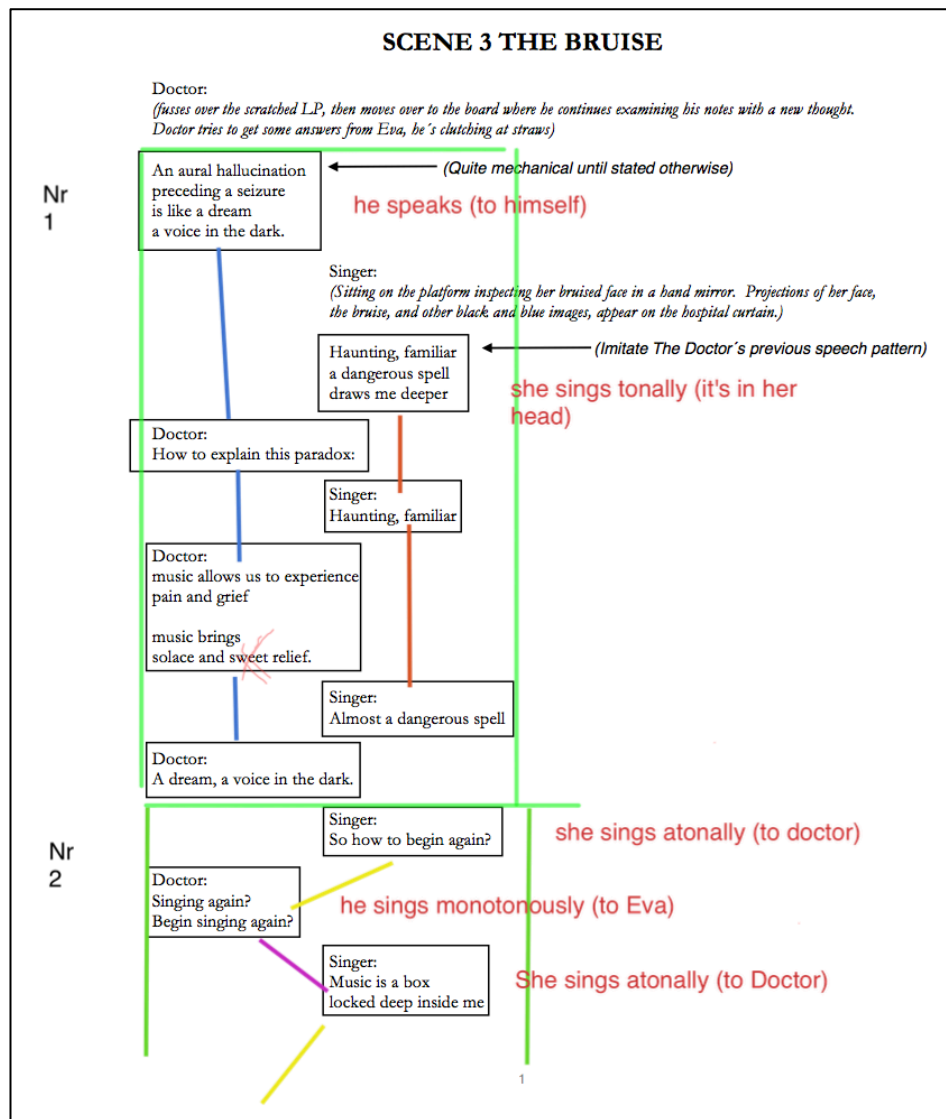 SCENE 3 THE BRUISE
Doctor:
(fusses over the scratched LP, then moves over to the board where he continues examining his notes with a new thought.
Doctor tries to get some answers from Eva, he´s clutching at straws)
Nr
1
An aural hallucination
preceding a seizure
is like a dream
a voice in the dark.
(Quite mechanical until stated otherwise)
he speaks (to himself)
Singer:
(Sitting on the platform inspecting her bruised face in a hand mirror. Projections of her face,
the bruise, and other black and blue images, appear on the hospital curtain.)
Haunting, familiar
a dangerous spell
draws me deeper
(Imitate The Doctor´s previous speech pattern)
she sings tonally (it's in her
head)
Doctor:
How to explain this paradox:
Singer:
Haunting, familiar
Doctor:
music allows us to experience
pain and grief
music brings
solace and sweet relief.
Singer:
Almost a dangerous spell
Doctor:
A dream, a voice in the dark.
Nr
2
Singer:
So how to begin again?
she sings atonally (to doctor)
Doctor:
Singing again?
Begin singing again?
he sings monotonously (to Eva)
Singer:
Music is a box
locked deep inside me
She sings atonally (to Doctor)
1